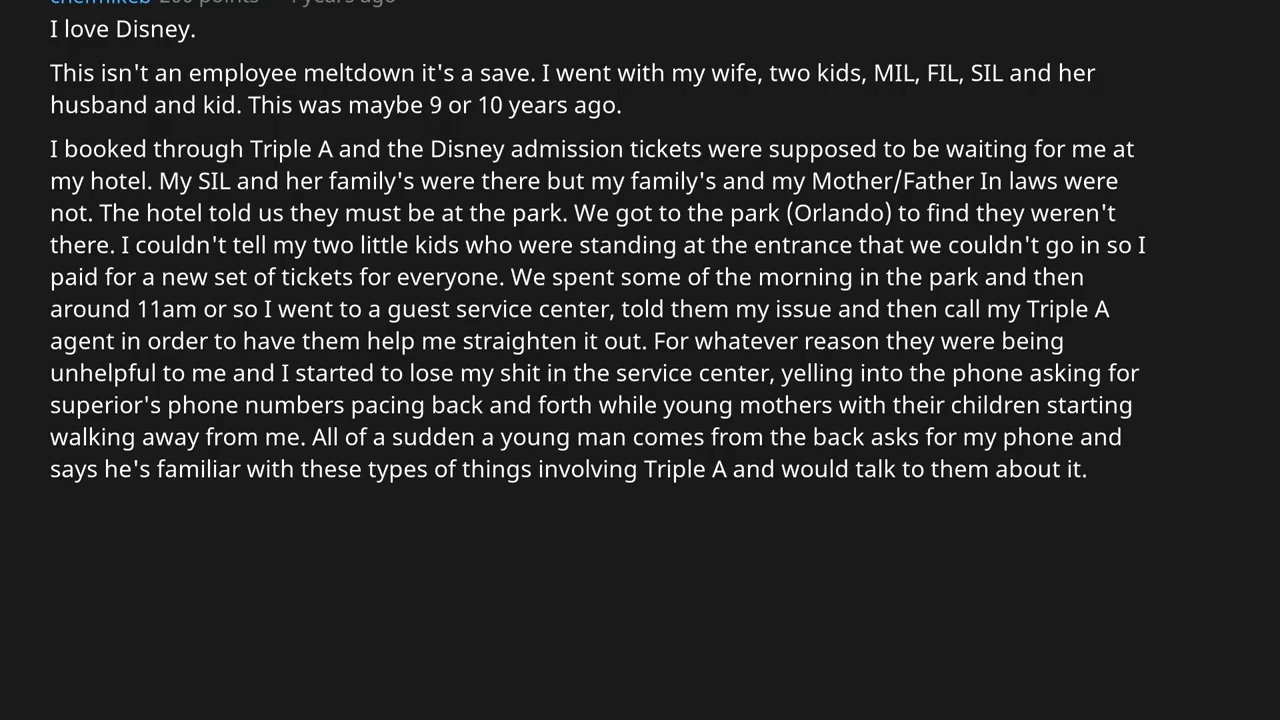 I love Disney.
This isn't an employee meltdown it's a save. I went with my wife, two kids, MIL, FIL, SIL and her
husband and kid. This was maybe 9 or 10 years ago.
I booked through Triple A and the Disney admission tickets were supposed to be waiting for me at
my hotel. My SIL and her family's were there but my family's and my Mother/Father In laws were
not. The hotel told us they must be at the park. We got to the park (Orlando) to find they weren't
there. I couldn't tell my two little kids who were standing at the entrance that we couldn't go in so I
paid for a new set of tickets for everyone. We spent some of the morning in the park and then
around 11am or so I went to a guest service center, told them my issue and then call my Triple A
agent in order to have them help me straighten it out. For whatever reason they were being
unhelpful to me and I started to lose my shit in the service center, yelling into the phone asking for
superior's phone numbers pacing back and forth while young mothers with their children starting
walking away from me. All of a sudden a young man comes from the back asks for my phone and
says he's familiar with these types of things involving Triple A and would talk to them about it.